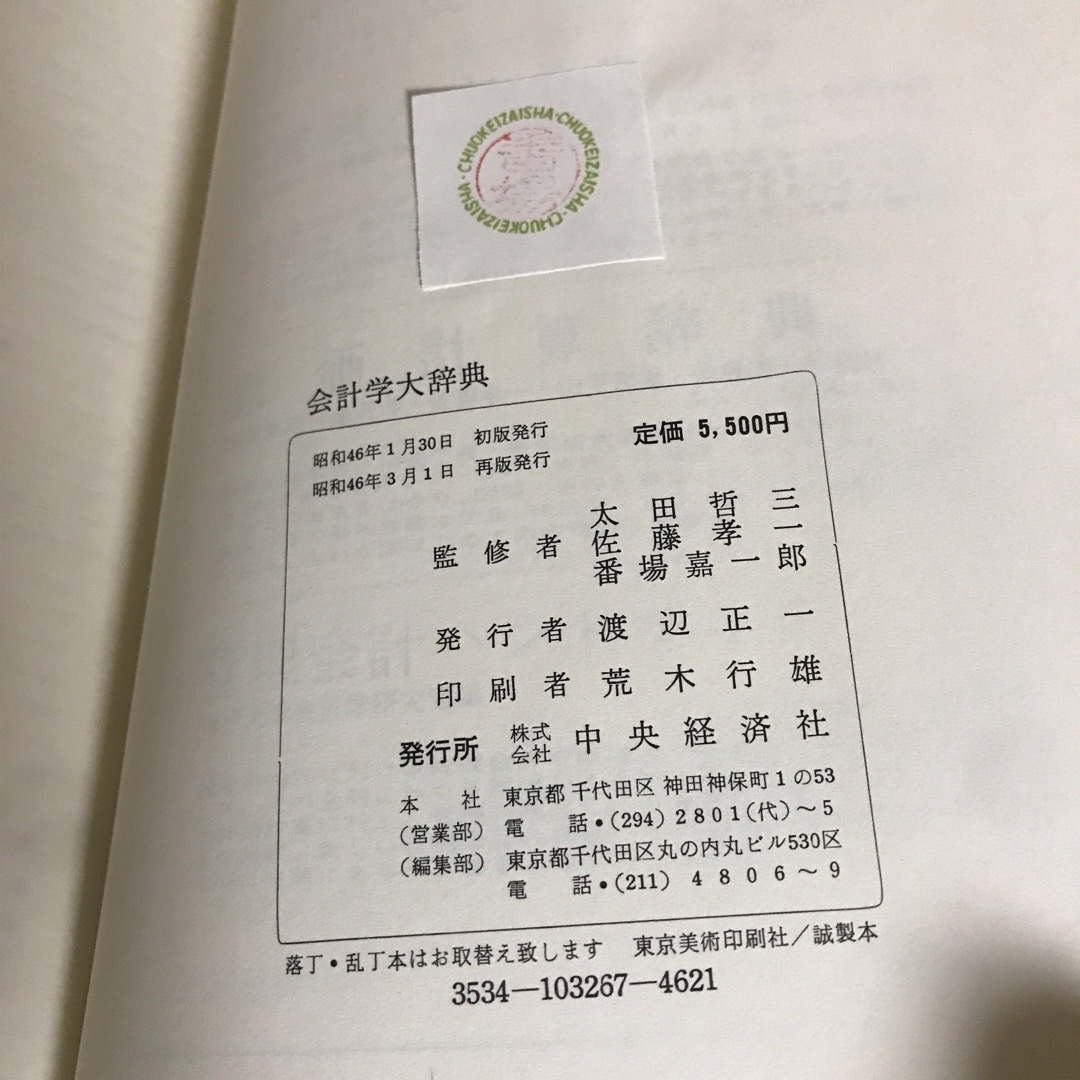 CHUOKEIZAISHA・CHUOKEIZAISHA・CHUOKEIZAISHA・
会計学大辞典
昭和46年1月30日 初版発行
定価 5,500円
昭和46年3月1日 再版発行
監修者 太田哲三
佐藤孝一
番場嘉一郎
発行者 渡辺正一
印刷者 荒木行雄
発行所 株式会社 中央経済社
本社 東京都千代田区神田神保町1の53
(営業部) 電話・(294)2801(代)〜5
(編集部) 東京都千代田区丸の内丸ビル530区
電話・(211)4806〜9
落丁・乱丁本はお取替え致します 東京美術印刷社/誠製本
3534—103267—4621